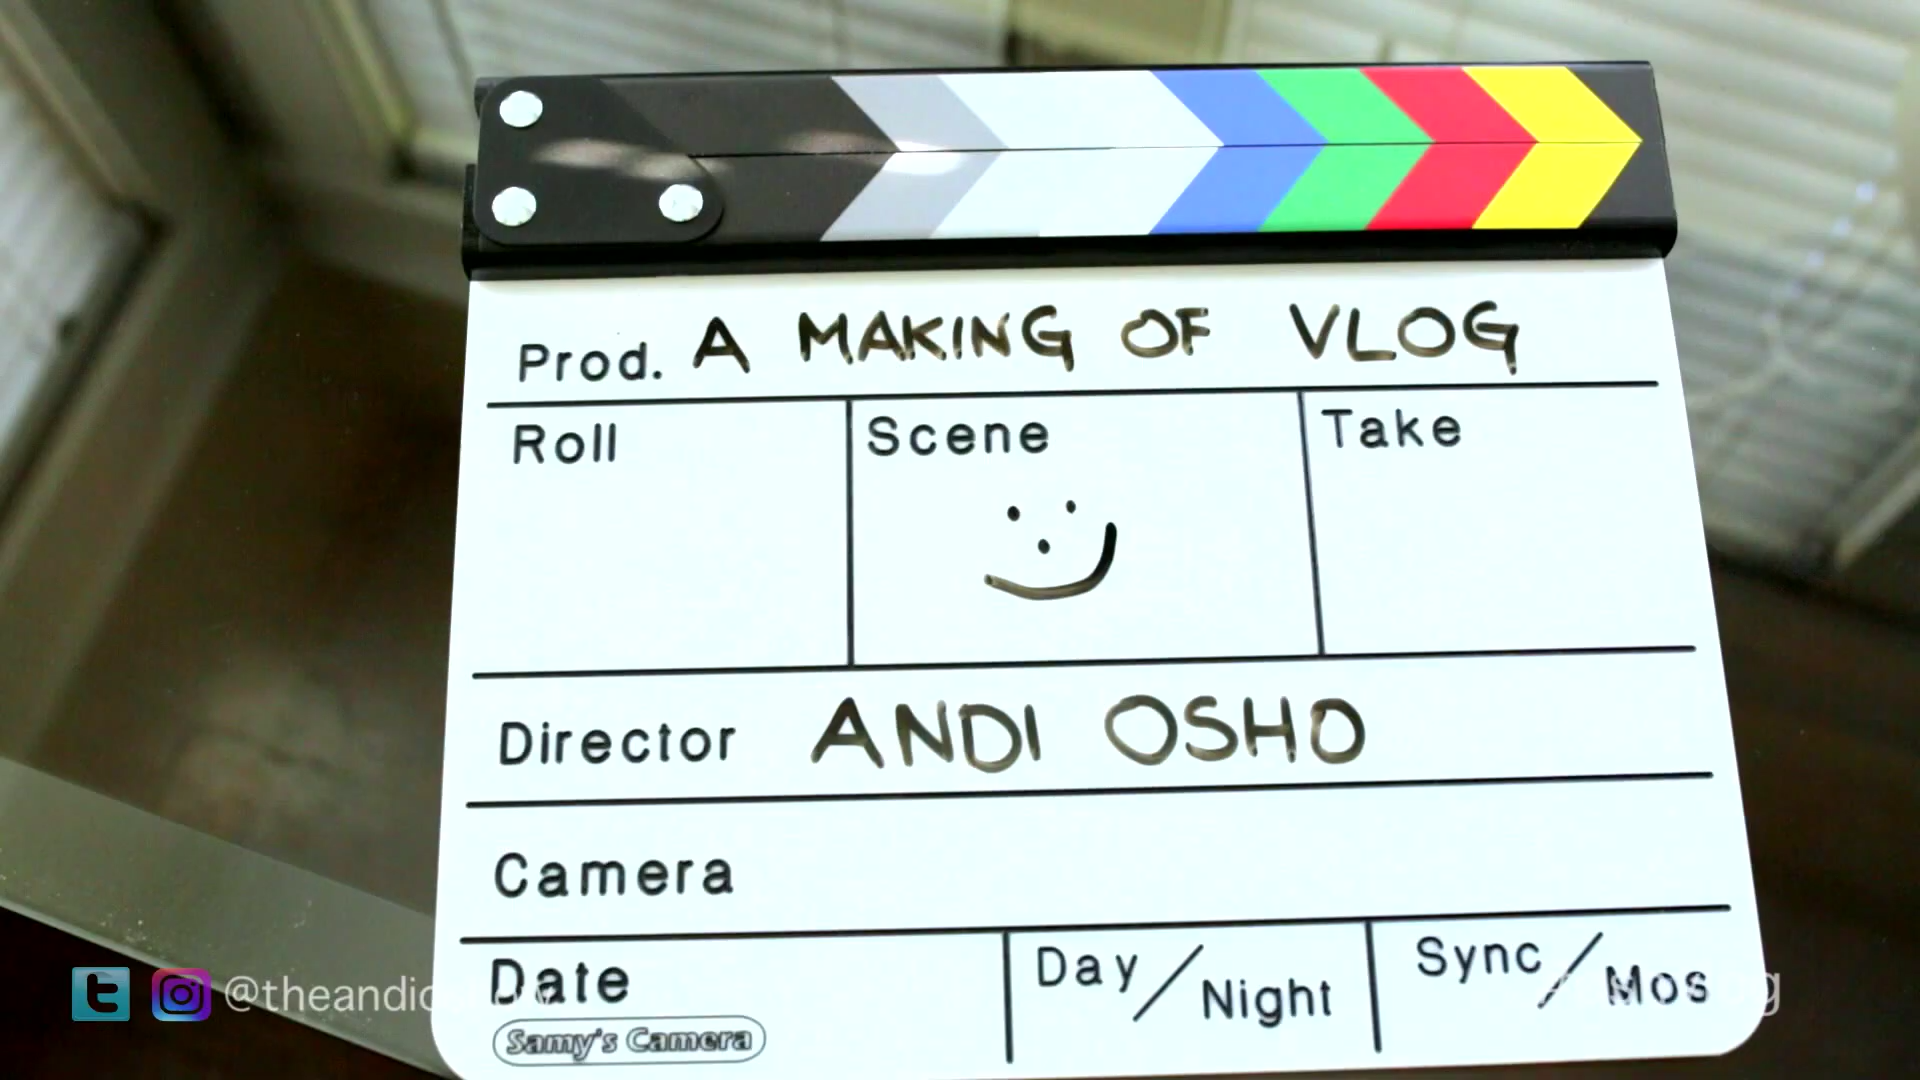 Prod. A MAKING OF VLOG
Roll Scene Take
Director ANDI OSHO
Camera
Date Day/Night Sync/Mos
Samy's Camera